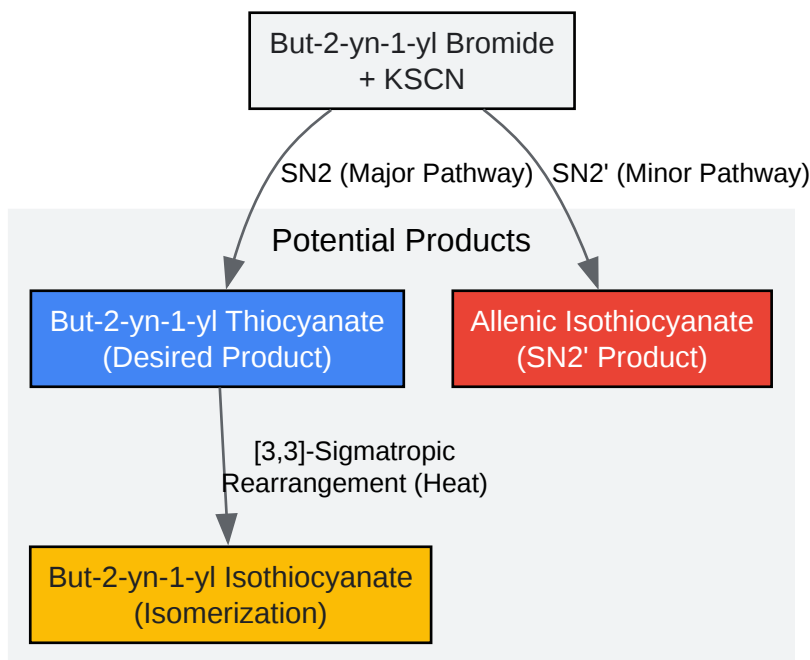 But-2-yn-1-yl Bromide
+ KSCN
SN2 (Major Pathway)
SN2' (Minor Pathway)
Potential Products
But-2-yn-1-yl Thiocyanate
(Desired Product)
Allenic Isothiocyanate
(SN2' Product)
[3,3]-Sigmatropic
Rearrangement (Heat)
But-2-yn-1-yl Isothiocyanate
(Isomerization)